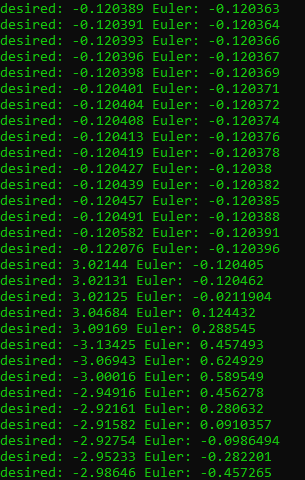 desired: -0.120389 Euler: -0.120363
desired: -0.120391 Euler: -0.120364
desired: -0.120393 Euler: -0.120366
desired: -0.120396 Euler: -0.120367
desired: -0.120398 Euler: -0.120369
desired: -0.120401 Euler: -0.120371
desired: -0.120404 Euler: -0.120372
desired: -0.120408 Euler: -0.120374
desired: -0.120413 Euler: -0.120376
desired: -0.120419 Euler: -0.120378
desired: -0.120427 Euler: -0.12038
desired: -0.120439 Euler: -0.120382
desired: -0.120457 Euler: -0.120385
desired: -0.120491 Euler: -0.120388
desired: -0.120582 Euler: -0.120391
desired: -0.122076 Euler: -0.120396
desired: 3.02144 Euler: -0.120405
desired: 3.02131 Euler: -0.120462
desired: 3.02125 Euler: -0.0211904
desired: 3.04684 Euler: 0.124432
desired: 3.09169 Euler: 0.288545
desired: -3.13425 Euler: 0.457493
desired: -3.06943 Euler: 0.624929
desired: -3.00016 Euler: 0.589549
desired: -2.94916 Euler: 0.456278
desired: -2.92161 Euler: 0.280632
desired: -2.91582 Euler: 0.0910357
desired: -2.92754 Euler: -0.0986494
desired: -2.95233 Euler: -0.282201
desired: -2.98646 Euler: -0.457265